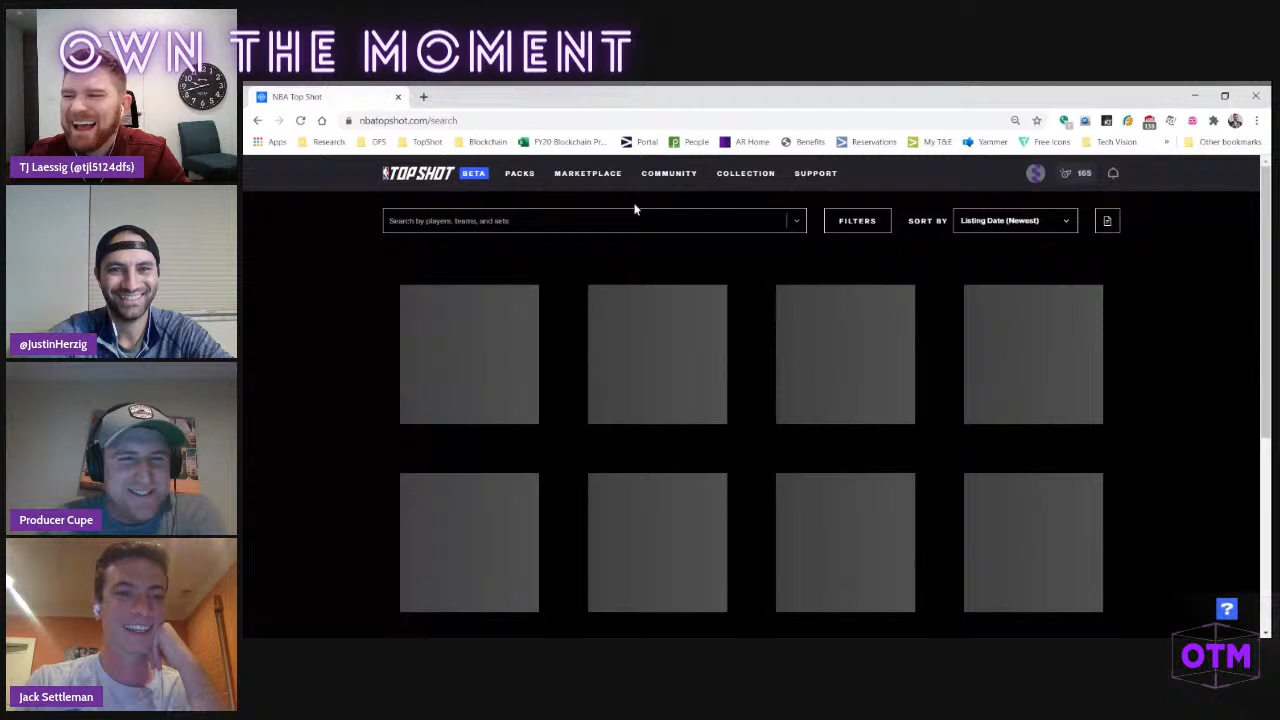 OWN THE MOMENT
TJ Laessig (@tjl5124dfs)
@JustinHerzig
Producer Cupe
Jack Settleman
NBA Top Shot
nbatopshot.com/search
Apps Research DFS TopShot Blockchain FY20 Blockchain Pr... Portal People AR Home Benefits Reservations My T&E Yammer Free Icons Tech Vision » Other bookmarks
TOP SHOT BETA PACKS MARKETPLACE COMMUNITY COLLECTION SUPPORT 165
Search by players, teams, and sets FILTERS SORT BY Listing Date (Newest)
?
OTM